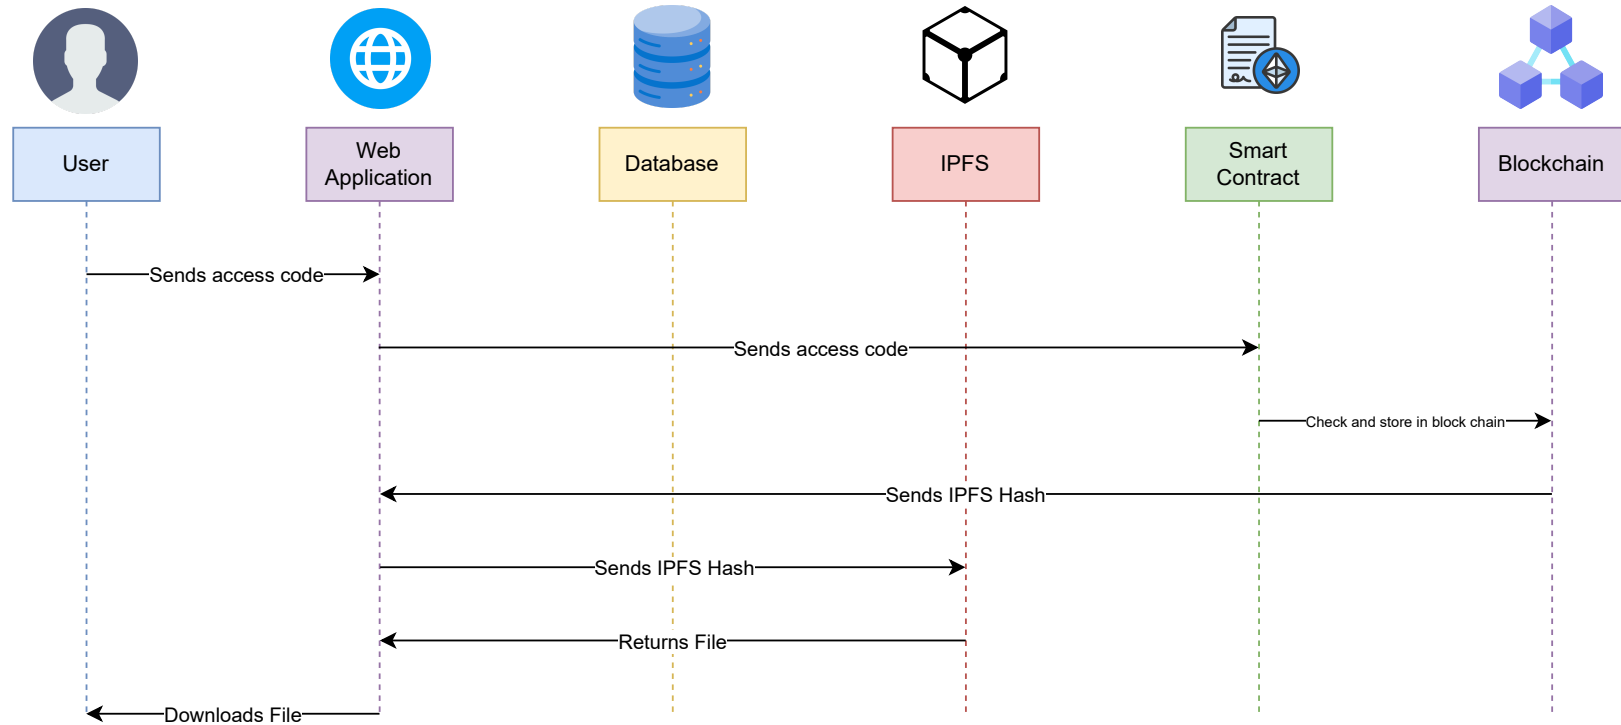 User
Web
Application
Database
IPFS
Smart
Contract
Blockchain
Sends access code
Sends access code
Check and store in block chain
Sends IPFS Hash
Sends IPFS Hash
Returns File
Downloads File